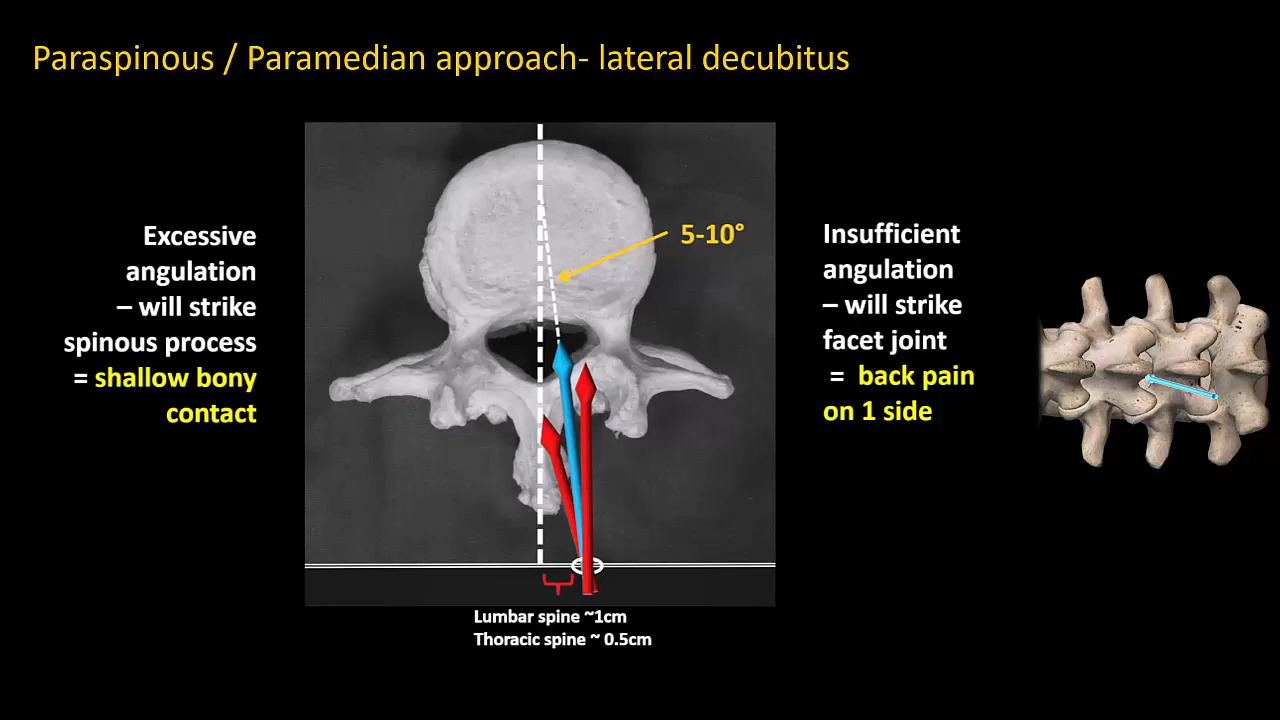 Paraspinous / Paramedian approach- lateral decubitus
Excessive
angulation
– will strike
spinous process
= shallow bony
contact
5-10°
Insufficient
angulation
– will strike
facet joint
= back pain
on 1 side
Lumbar spine ~1cm
Thoracic spine ~ 0.5cm